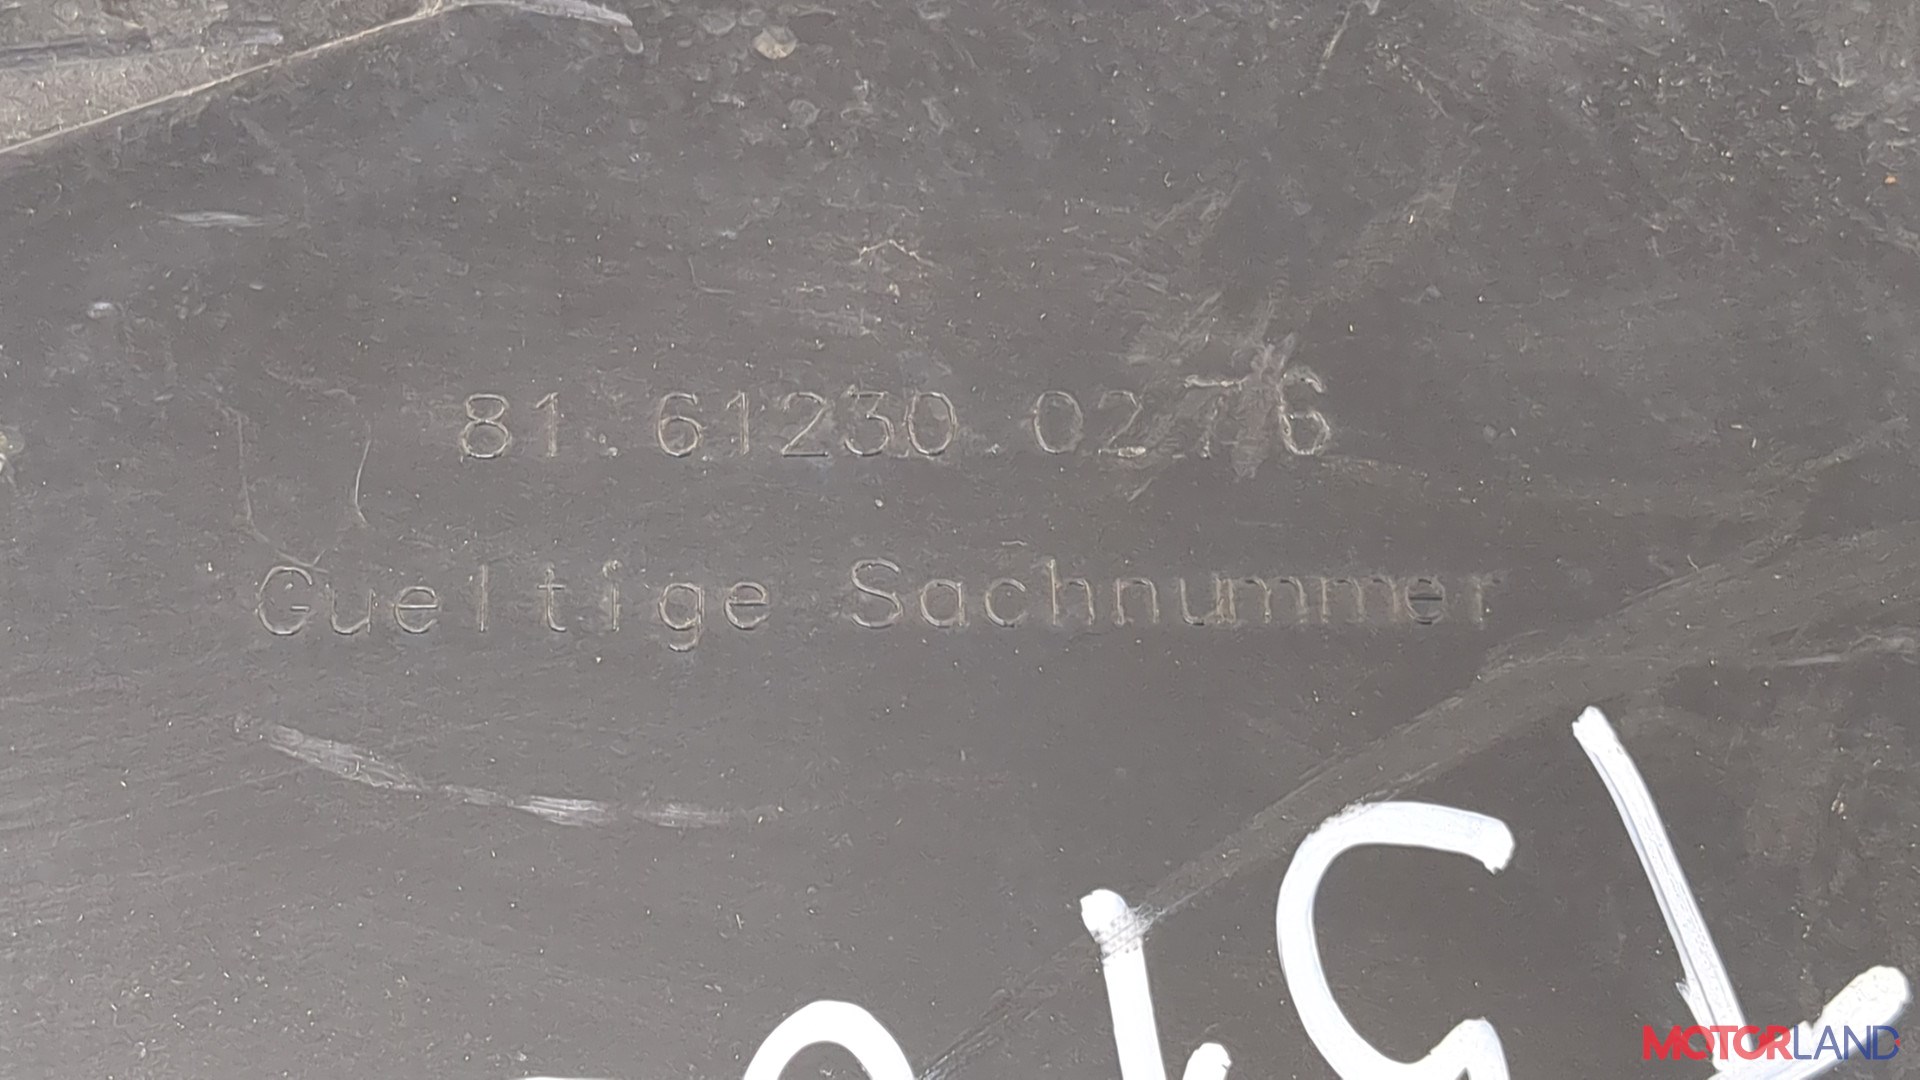 81.61230.0276
Gueltige Sachnummer
MOTORLAND